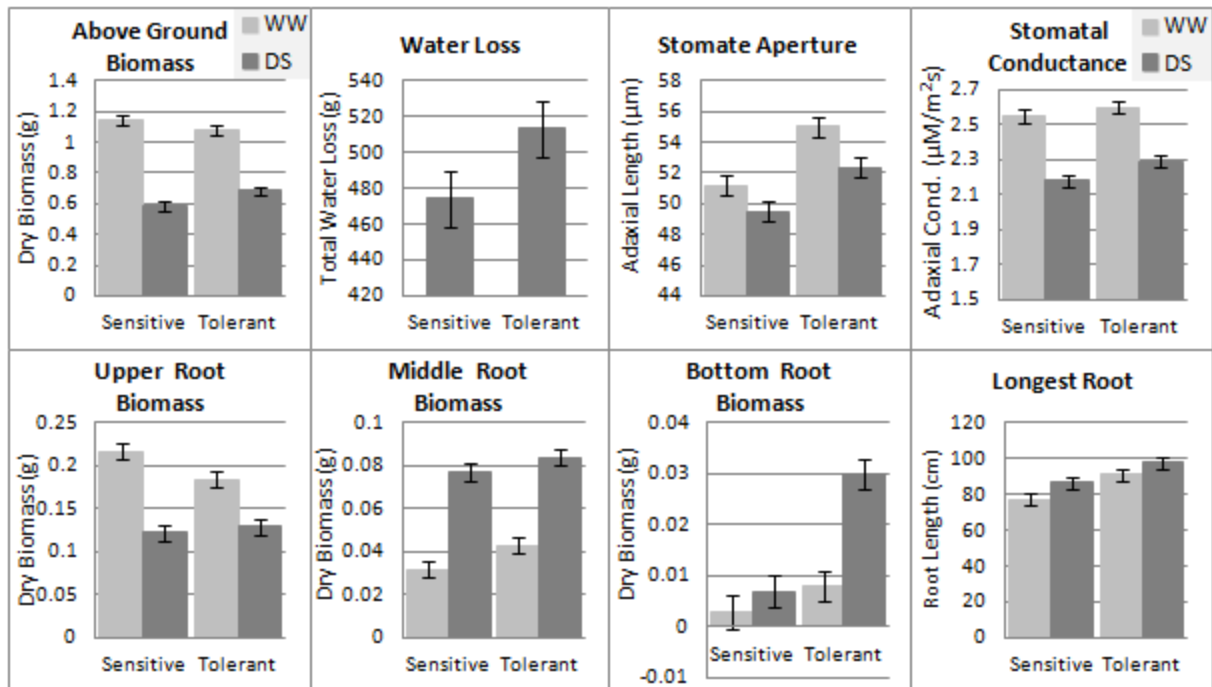 Above Ground
Biomass
WW
DS
Dry Biomass (g)
1.4
1.2
1
0.8
0.6
0.4
0.2
0
Sensitive Tolerant
Water Loss
Total Water Loss (g)
540
520
500
480
460
440
420
Sensitive Tolerant
Stomate Aperture
Adaxial Length (µm)
58
56
54
52
50
48
46
44
Sensitive Tolerant
Stomatal
Conductance
WW
DS
Adaxial Cond. (µM/m²s)
2.7
2.5
2.3
2.1
1.9
1.7
1.5
Sensitive Tolerant
Upper Root
Biomass
Dry Biomass (g)
0.25
0.2
0.15
0.1
0.05
0
Sensitive Tolerant
Middle Root
Biomass
Dry Biomass (g)
0.1
0.08
0.06
0.04
0.02
0
Sensitive Tolerant
Bottom Root
Biomass
Dry Biomass (g)
0.04
0.03
0.02
0.01
0
-0.01
Sensitive Tolerant
Longest Root
Root Length (cm)
120
100
80
60
40
20
0
Sensitive Tolerant